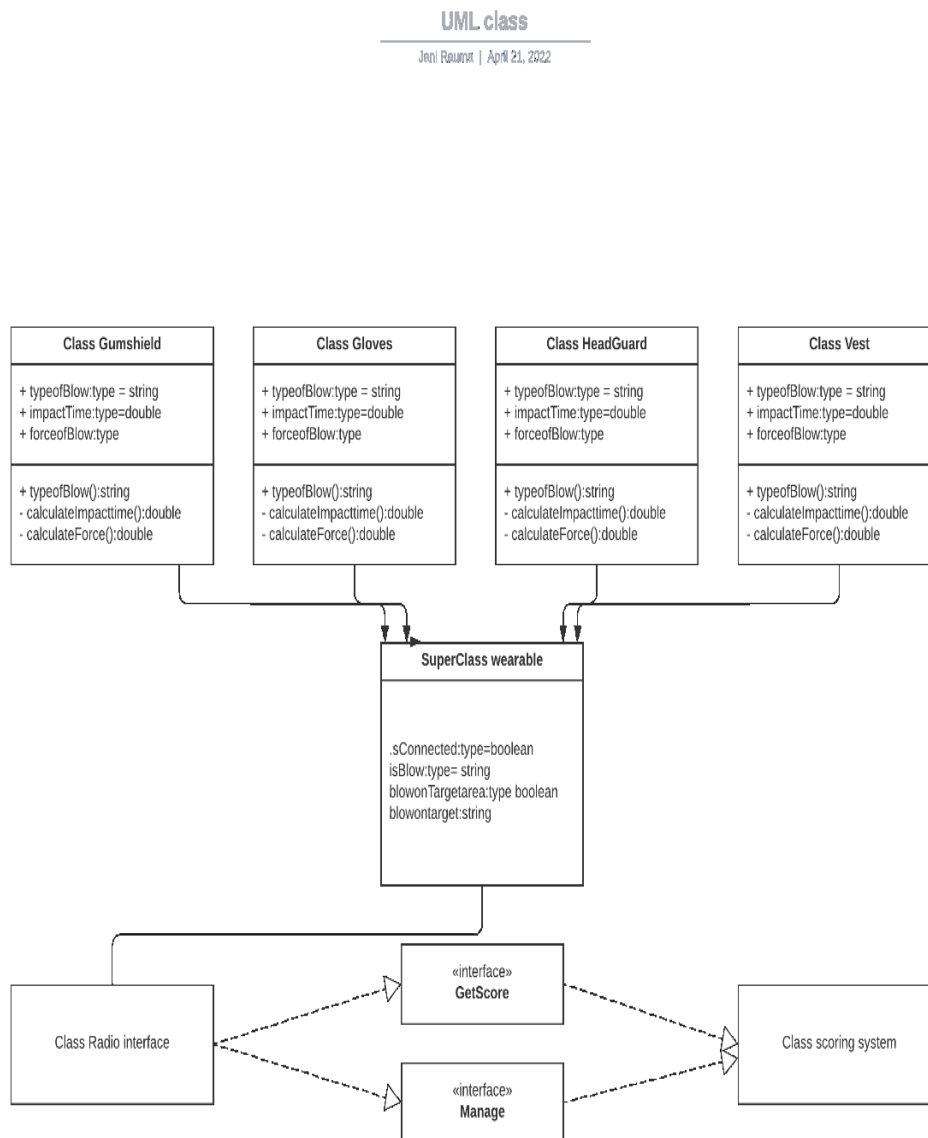 UML class
Jeni Rauma | April 21, 2022
Class Gumshield
+ typeofBlow:type = string
+ impactTime:type=double
+ forceofBlow:type
+ typeofBlow():string
- calculateImpacttime():double
- calculateForce():double
Class Gloves
+ typeofBlow:type = string
+ impactTime:type=double
+ forceofBlow:type
+ typeofBlow():string
- calculateImpacttime():double
- calculateForce():double
Class HeadGuard
+ typeofBlow:type = string
+ impactTime:type=double
+ forceofBlow:type
+ typeofBlow():string
- calculateImpacttime():double
- calculateForce():double
Class Vest
+ typeofBlow:type = string
+ impactTime:type=double
+ forceofBlow:type
+ typeofBlow():string
- calculateImpacttime():double
- calculateForce():double
SuperClass wearable
.sConnected:type=boolean
isBlow:type= string
blowonTargetarea:type boolean
blowontarget:string
Class Radio interface
«interface»
GetScore
«interface»
Manage
Class scoring system